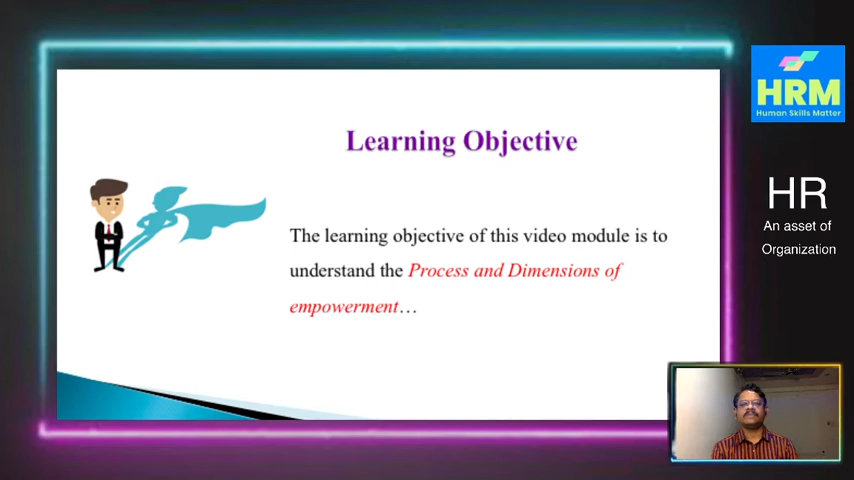 Learning Objective
The learning objective of this video module is to
understand the Process and Dimensions of
empowerment…
HRM
Human Skills Matter
HR
An asset of
Organization